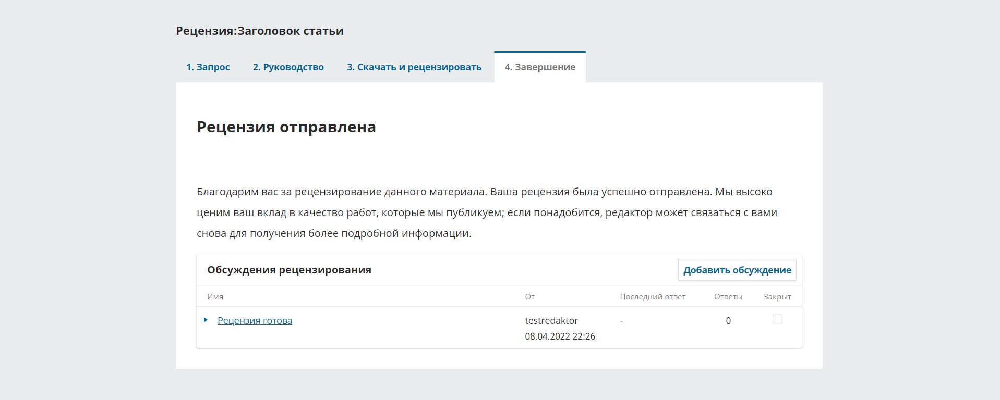 Рецензия:Заголовок статьи
1. Запрос 2. Руководство 3. Скачать и рецензировать 4. Завершение
Рецензия отправлена
Благодарим вас за рецензирование данного материала. Ваша рецензия была успешно отправлена. Мы высоко
ценим ваш вклад в качество работ, которые мы публикуем; если понадобится, редактор может связаться с вами
снова для получения более подробной информации.
Обсуждения рецензирования Добавить обсуждение
Имя От Последний ответ Ответы Закрыт
Рецензия готова testredaktor - 0
08.04.2022 22:26